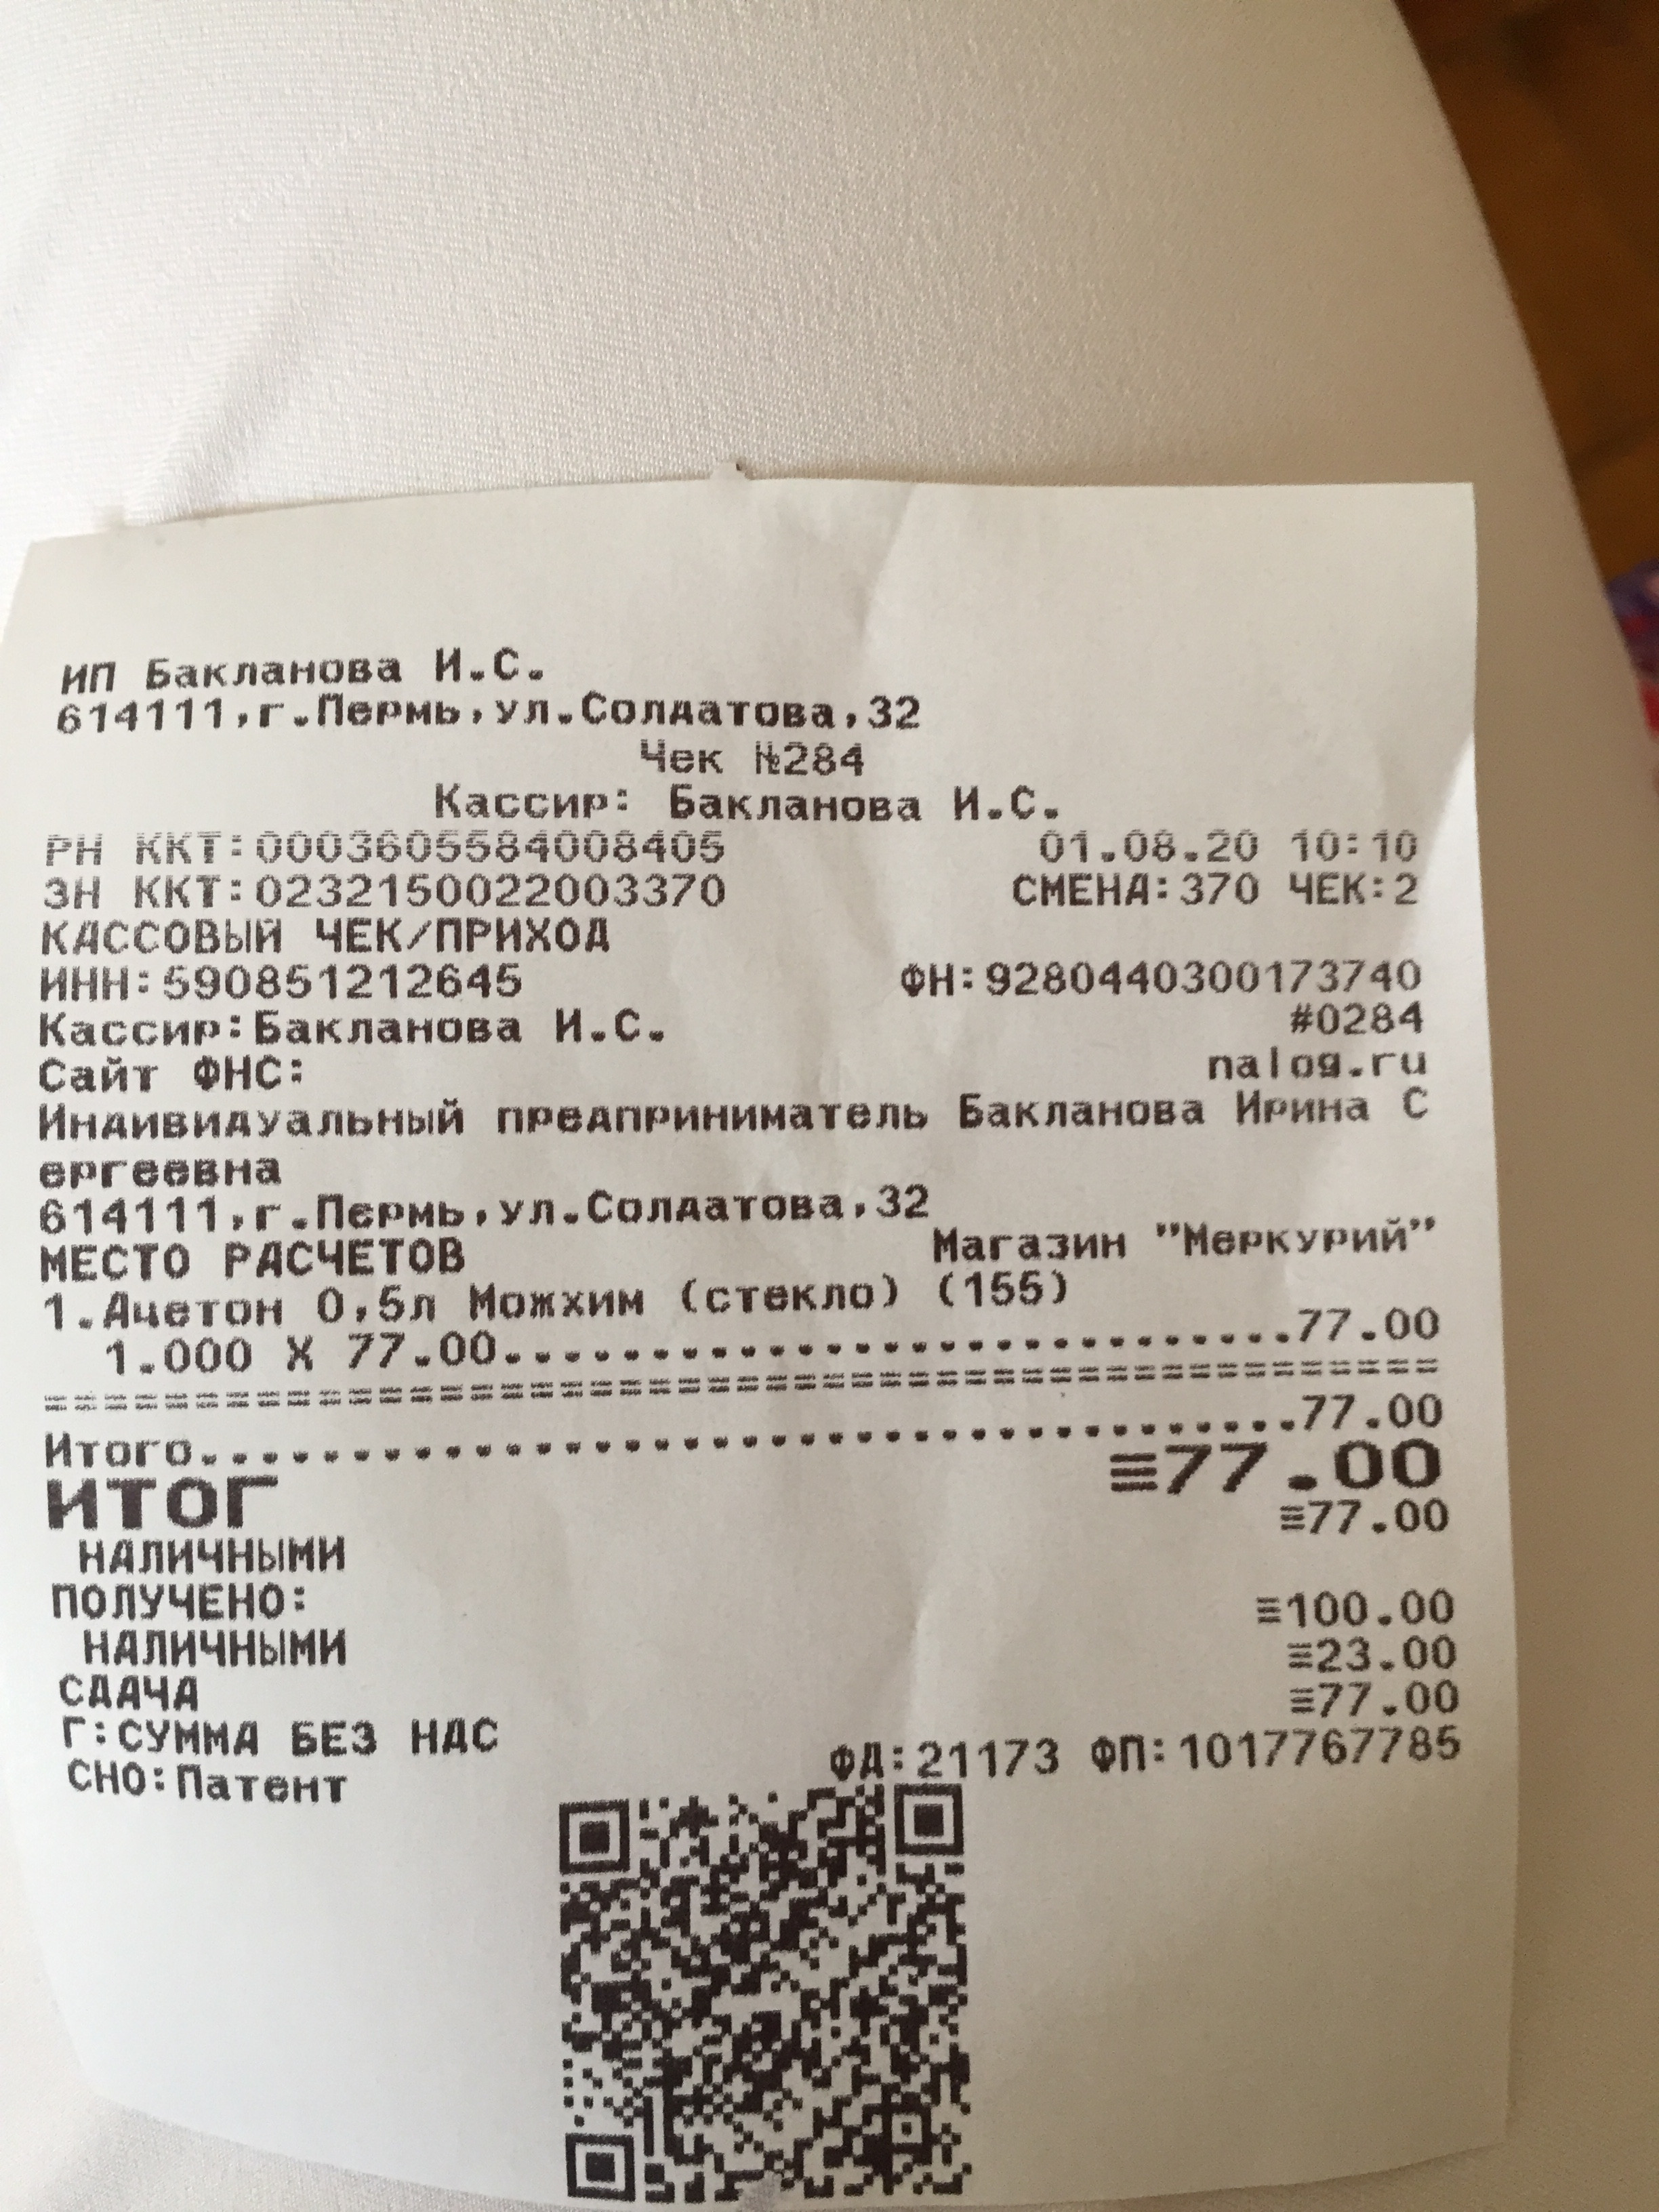 ИП Бакланова И.С.
614111,г.Пермь,ул.Солдатова,32
Чек №284
Кассир: Бакланова И.С.
РН ККТ:0003605584008405 01.08.20 10:10
ЗН ККТ:0232150022003370 СМЕНА:370 ЧЕК:2
КАССОВЫЙ ЧЕК/ПРИХОД
ИНН:590851212645 ФН:9280440300173740
Кассир:Бакланова И.С. #0284
Сайт ФНС: nalog.ru
Индивидуальный предприниматель Бакланова Ирина С
ергеевна
614111,г.Пермь,ул.Солдатова,32
МЕСТО РАСЧЕТОВ Магазин "Меркурий"
1.Ацетон 0,5л Можхим (стекло) (155)
1.000 X 77.00..........................77.00
==============================================
Итого....................................77.00
ИТОГ ≡77.00
НАЛИЧНЫМИ ≡77.00
ПОЛУЧЕНО:
НАЛИЧНЫМИ ≡100.00
СДАЧА ≡23.00
Г:СУММА БЕЗ НДС ≡77.00
СНО:Патент ФД:21173 ФП:1017767785